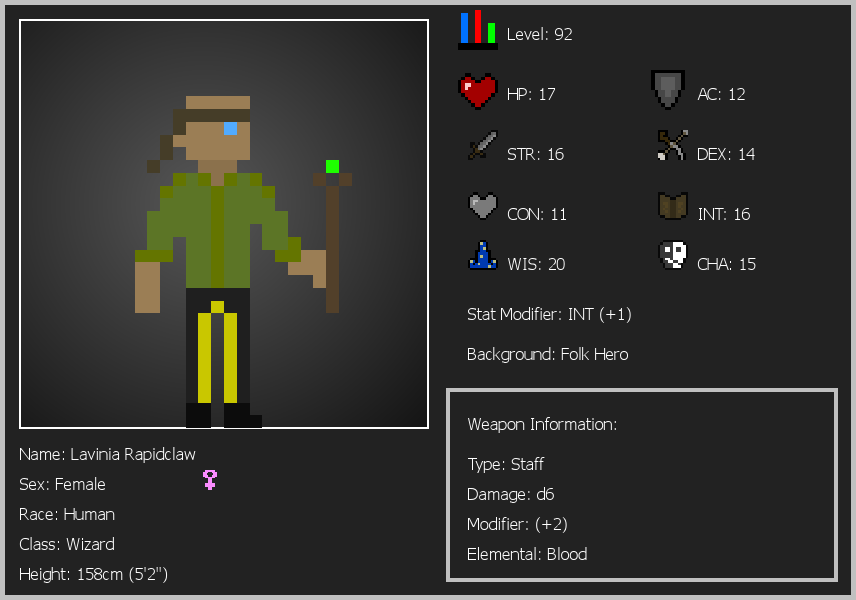 Level: 92
HP: 17
AC: 12
STR: 16
DEX: 14
CON: 11
INT: 16
WIS: 20
CHA: 15
Stat Modifier: INT (+1)
Background: Folk Hero
Weapon Information:
Type: Staff
Damage: d6
Modifier: (+2)
Elemental: Blood
Name: Lavinia Rapidclaw
Sex: Female
Race: Human
Class: Wizard
Height: 158cm (5'2")